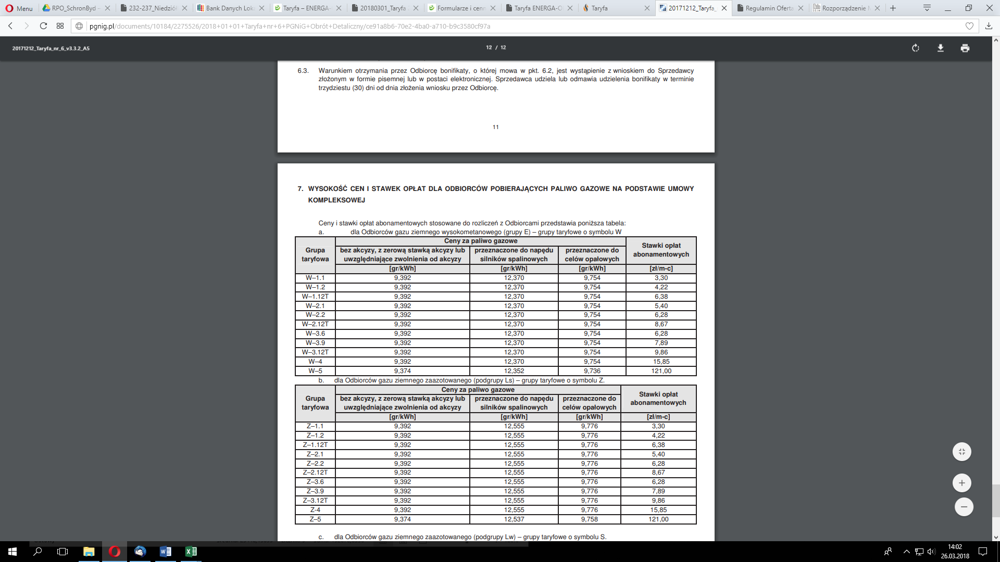 Menu
RPO_SchronByd –
232-237_Niedziół
Bank Danych Loka
Taryfa – ENERGA-
20180301_Taryfa
Formularze i cenn
Taryfa ENERGA-O
Taryfa
20171212_Taryfa_
Regulamin Oferta
Rozporządzenie M
pgnig.pl/documents/10184/2275526/2018+01+01+Taryfa+nr+6+PGNiG+Obrót+Detaliczny/ce91a8b6-70e2-4ba0-a710-b9c3580cf97a
20171212_Taryfa_nr_6_v3.3.2_A5
12 / 12
6.3. Warunkiem otrzymania przez Odbiorcę bonifikaty, o której mowa w pkt. 6.2, jest wystąpienie z wnioskiem do Sprzedawcy
złożonym w formie pisemnej lub w postaci elektronicznej. Sprzedawca udziela lub odmawia udzielenia bonifikaty w terminie
trzydziestu (30) dni od dnia złożenia wniosku przez Odbiorcę.
11
7. WYSOKOŚĆ CEN I STAWEK OPŁAT DLA ODBIORCÓW POBIERAJĄCYCH PALIWO GAZOWE NA PODSTAWIE UMOWY
KOMPLEKSOWEJ
Ceny i stawki opłat abonamentowych stosowane do rozliczeń z Odbiorcami przedstawia poniższa tabela:
a. dla Odbiorców gazu ziemnego wysokometanowego (grupy E) – grupy taryfowe o symbolu W
Grupa taryfowa
Ceny za paliwo gazowe
Stawki opłat abonamentowych
bez akcyzy, z zerową stawką akcyzy lub uwzględniające zwolnienia od akcyzy
przeznaczone do napędu silników spalinowych
przeznaczone do celów opałowych
[gr/kWh] [gr/kWh] [gr/kWh] [zł/m-c]
W–1.1 9,392 12,370 9,754 3,30
W–1.2 9,392 12,370 9,754 4,22
W–1.12T 9,392 12,370 9,754 6,38
W–2.1 9,392 12,370 9,754 5,40
W–2.2 9,392 12,370 9,754 6,28
W–2.12T 9,392 12,370 9,754 8,67
W–3.6 9,392 12,370 9,754 6,28
W–3.9 9,392 12,370 9,754 7,89
W–3.12T 9,392 12,370 9,754 9,86
W–4 9,392 12,370 9,754 15,85
W–5 9,374 12,352 9,736 121,00
b. dla Odbiorców gazu ziemnego zaazotowanego (podgrupy Ls) – grupy taryfowe o symbolu Z.
Grupa taryfowa
Ceny za paliwo gazowe
Stawki opłat abonamentowych
bez akcyzy, z zerową stawką akcyzy lub uwzględniające zwolnienia od akcyzy
przeznaczone do napędu silników spalinowych
przeznaczone do celów opałowych
[gr/kWh] [gr/kWh] [gr/kWh] [zł/m-c]
Z–1.1 9,392 12,555 9,776 3,30
Z–1.2 9,392 12,555 9,776 4,22
Z–1.12T 9,392 12,555 9,776 6,38
Z–2.1 9,392 12,555 9,776 5,40
Z–2.2 9,392 12,555 9,776 6,28
Z–2.12T 9,392 12,555 9,776 8,67
Z–3.6 9,392 12,555 9,776 6,28
Z–3.9 9,392 12,555 9,776 7,89
Z–3.12T 9,392 12,555 9,776 9,86
Z-4 9,392 12,555 9,776 15,85
Z–5 9,374 12,537 9,758 121,00
c. dla Odbiorców gazu ziemnego zaazotowanego (podgrupy Lw) – grupy taryfowe o symbolu S.
14:02
26.03.2018